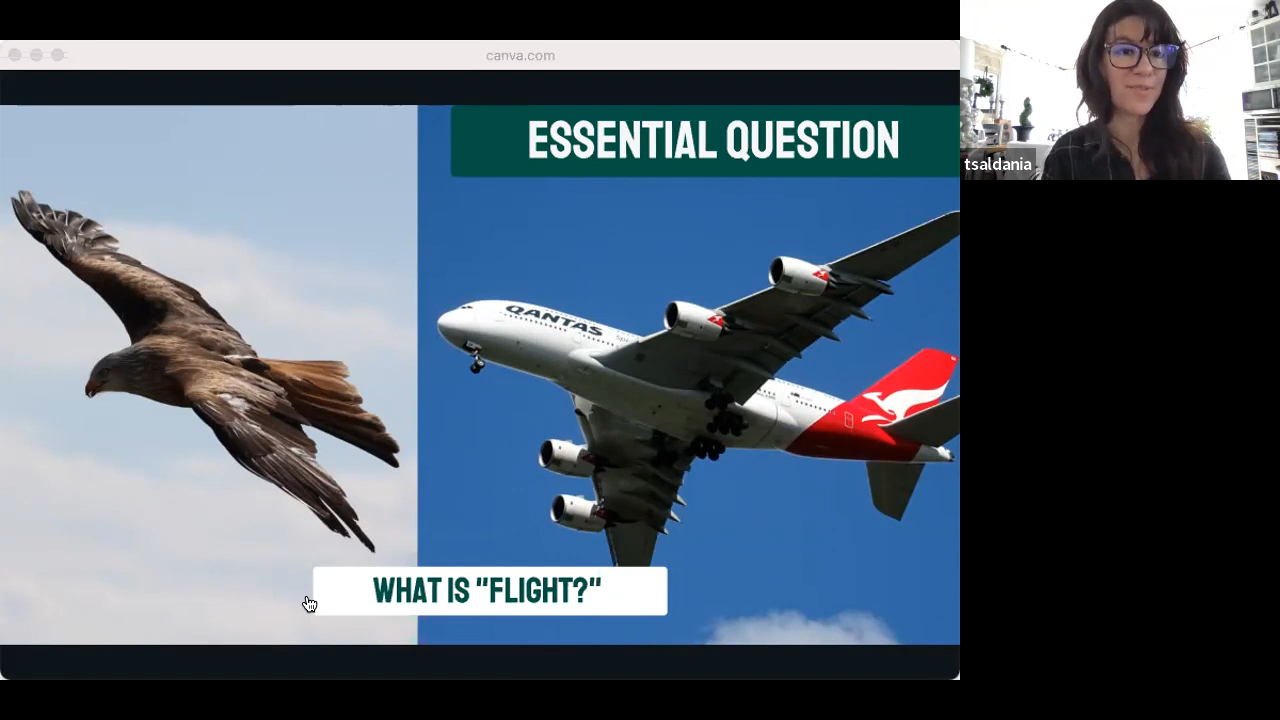 canva.com
ESSENTIAL QUESTION
tsaldania
QANTAS
WHAT IS "FLIGHT?"